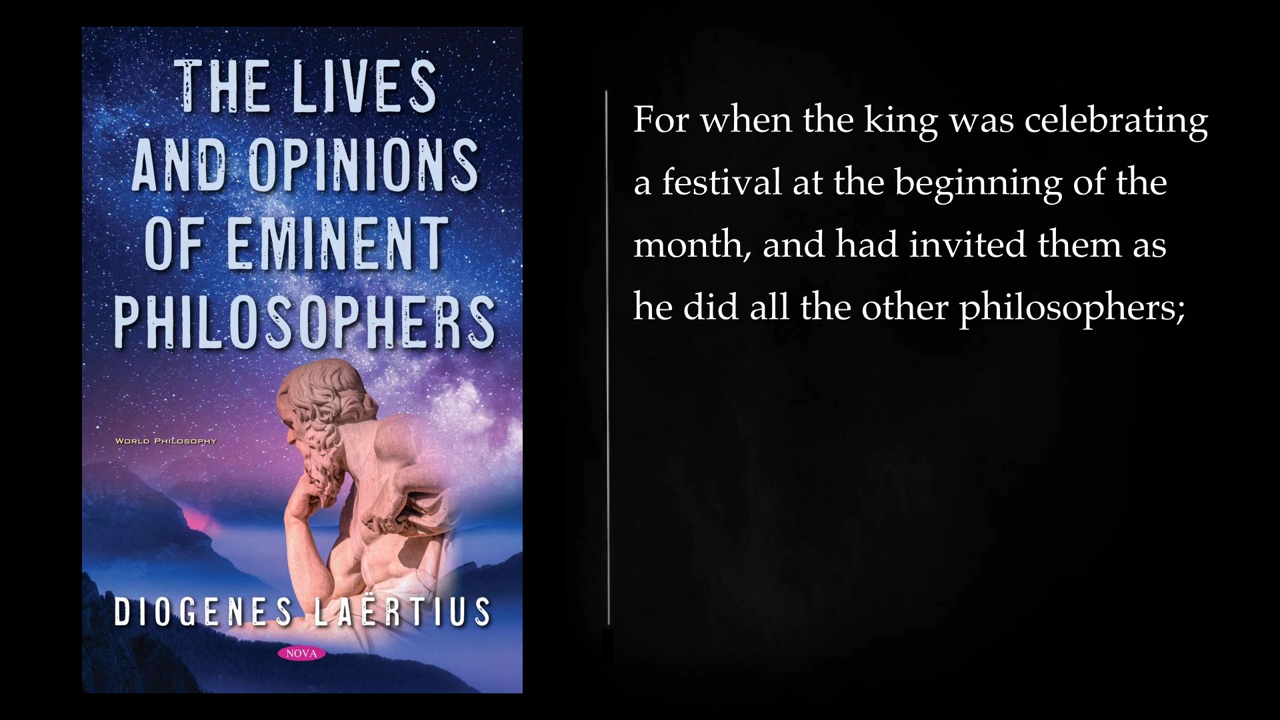 THE LIVES
AND OPINIONS
OF EMINENT
PHILOSOPHERS
WORLD PHILOSOPHY
DIOGENES LAËRTIUS
NOVA
For when the king was celebrating
a festival at the beginning of the
month, and had invited them as
he did all the other philosophers;